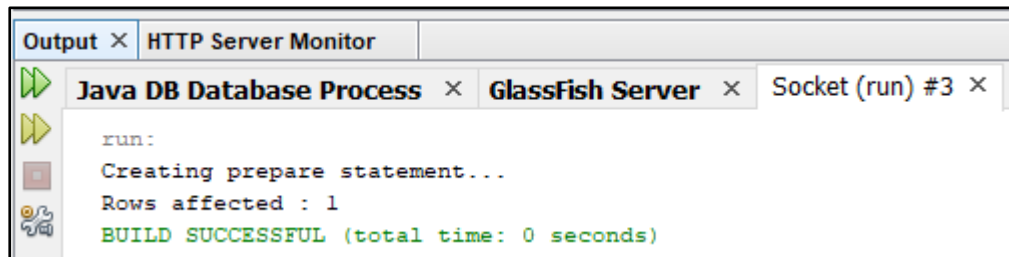 Output × HTTP Server Monitor
Java DB Database Process × GlassFish Server × Socket (run) #3 ×
run:
Creating prepare statement...
Rows affected : 1
BUILD SUCCESSFUL (total time: 0 seconds)